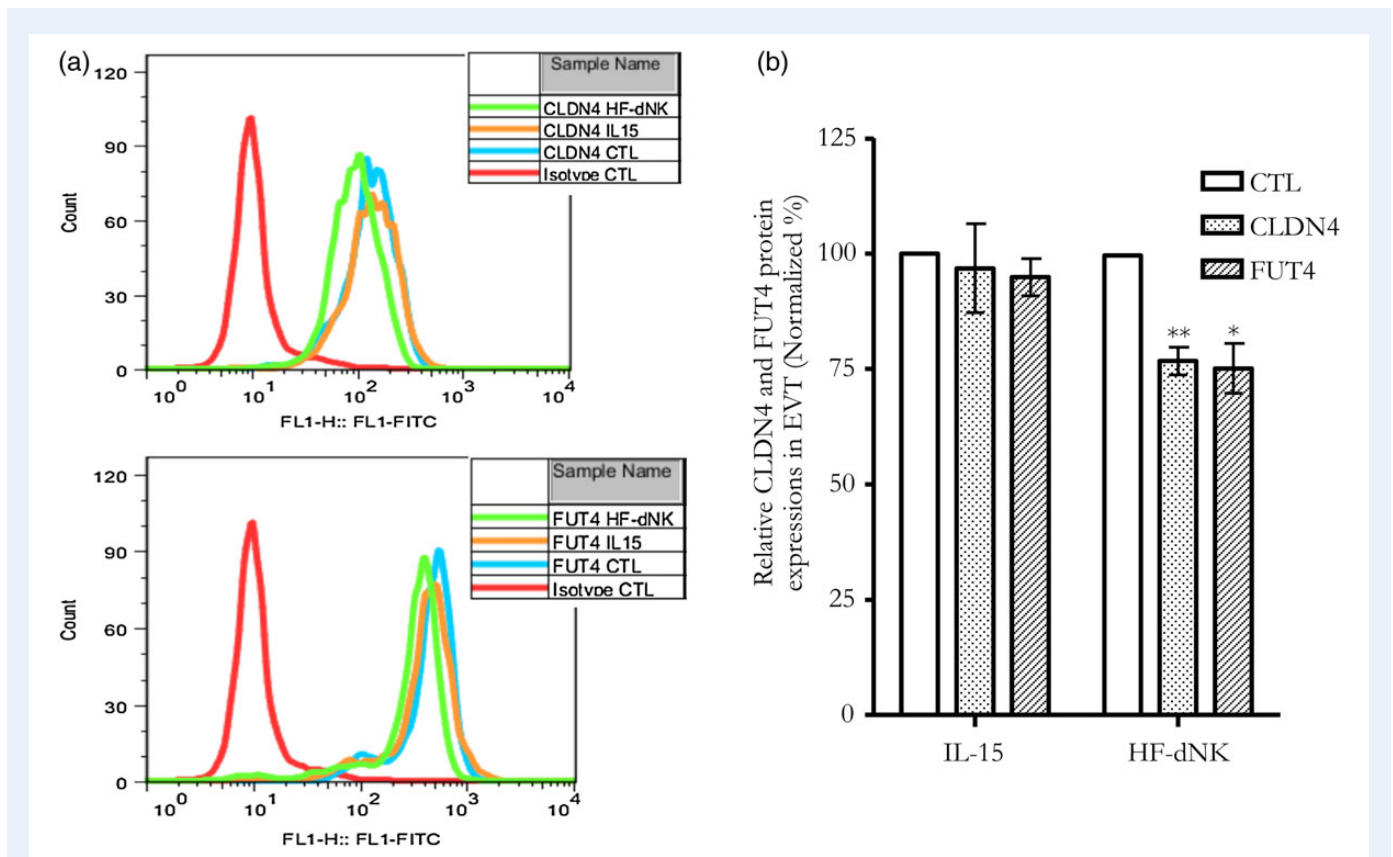 (a)
120
90
60
30
0
Count
10 0
10 1
10 2
10 3
10 4
FL1-H:: FL1-FITC
Sample Name
CLDN4 HF-dNK
CLDN4 IL15
CLDN4 CTL
Isotype CTL
120
90
60
30
0
Count
10 0
10 1
10 2
10 3
10 4
FL1-H:: FL1-FITC
Sample Name
FUT4 HF-dNK
FUT4 IL15
FUT4 CTL
Isotype CTL
(b)
Relative CLDN4 and FUT4 protein
expressions in EVT (Normalized %)
125
100
75
50
25
0
CTL
CLDN4
FUT4
**
*
IL-15
HF-dNK